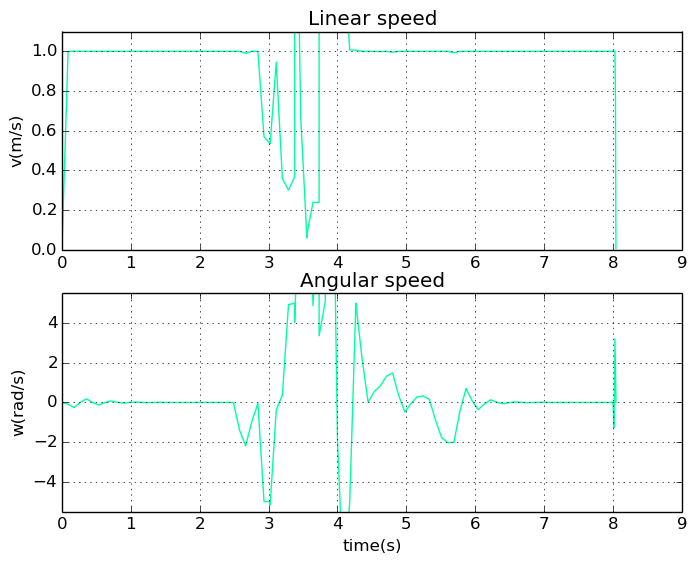 Linear speed
1.0
0.8
0.6
0.4
0.2
0.0
v(m/s)
0 1 2 3 4 5 6 7 8 9
Angular speed
4
2
0
−2
−4
w(rad/s)
0 1 2 3 4 5 6 7 8 9
time(s)